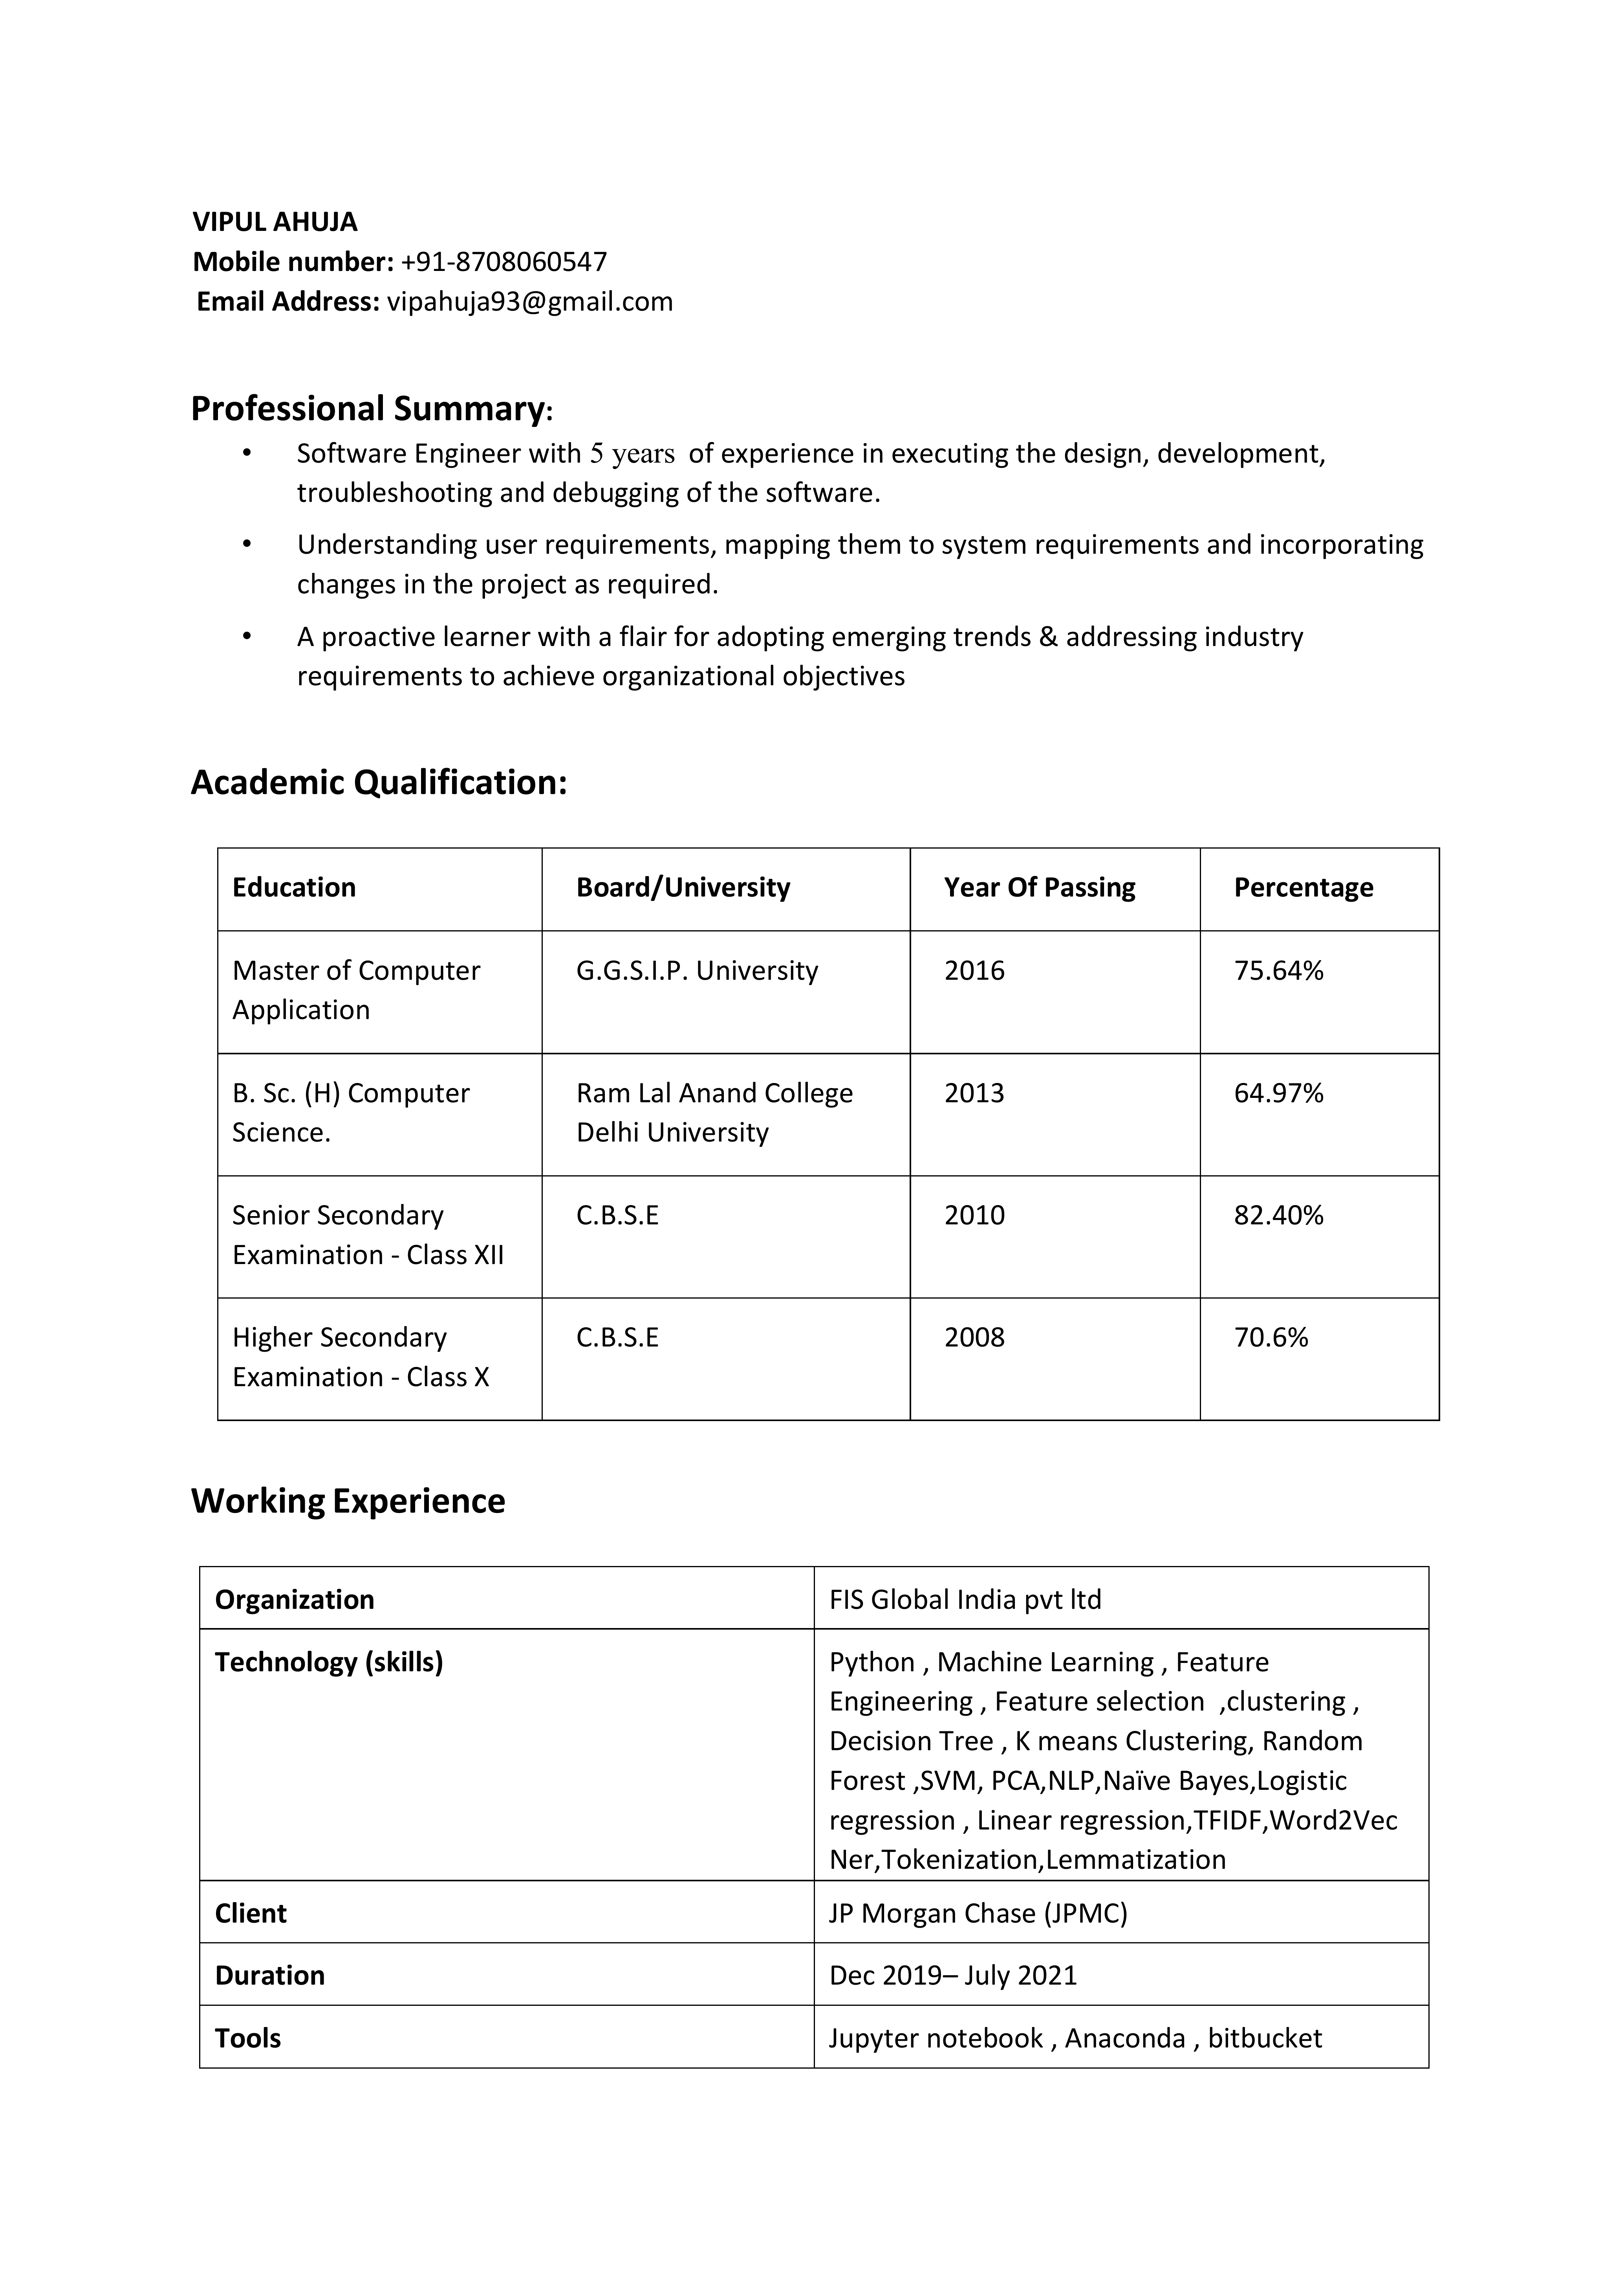 VIPUL AHUJA
Mobile number: +91-8708060547
Email Address: vipahuja93@gmail.com
Professional Summary:
• Software Engineer with 5 years of experience in executing the design, development,
troubleshooting and debugging of the software.
• Understanding user requirements, mapping them to system requirements and incorporating
changes in the project as required.
• A proactive learner with a flair for adopting emerging trends & addressing industry
requirements to achieve organizational objectives
Academic Qualification:
Education Board/University Year Of Passing Percentage
Master of Computer G.G.S.I.P. University 2016 75.64%
Application
B. Sc. (H) Computer Ram Lal Anand College 2013 64.97%
Science. Delhi University
Senior Secondary C.B.S.E 2010 82.40%
Examination - Class XII
Higher Secondary C.B.S.E 2008 70.6%
Examination - Class X
Working Experience
Organization FIS Global India pvt ltd
Technology (skills) Python , Machine Learning , Feature
Engineering , Feature selection ,clustering ,
Decision Tree , K means Clustering, Random
Forest ,SVM, PCA,NLP,Naïve Bayes,Logistic
regression , Linear regression,TFIDF,Word2Vec
Ner,Tokenization,Lemmatization
Client JP Morgan Chase (JPMC)
Duration Dec 2019– July 2021
Tools Jupyter notebook , Anaconda , bitbucket